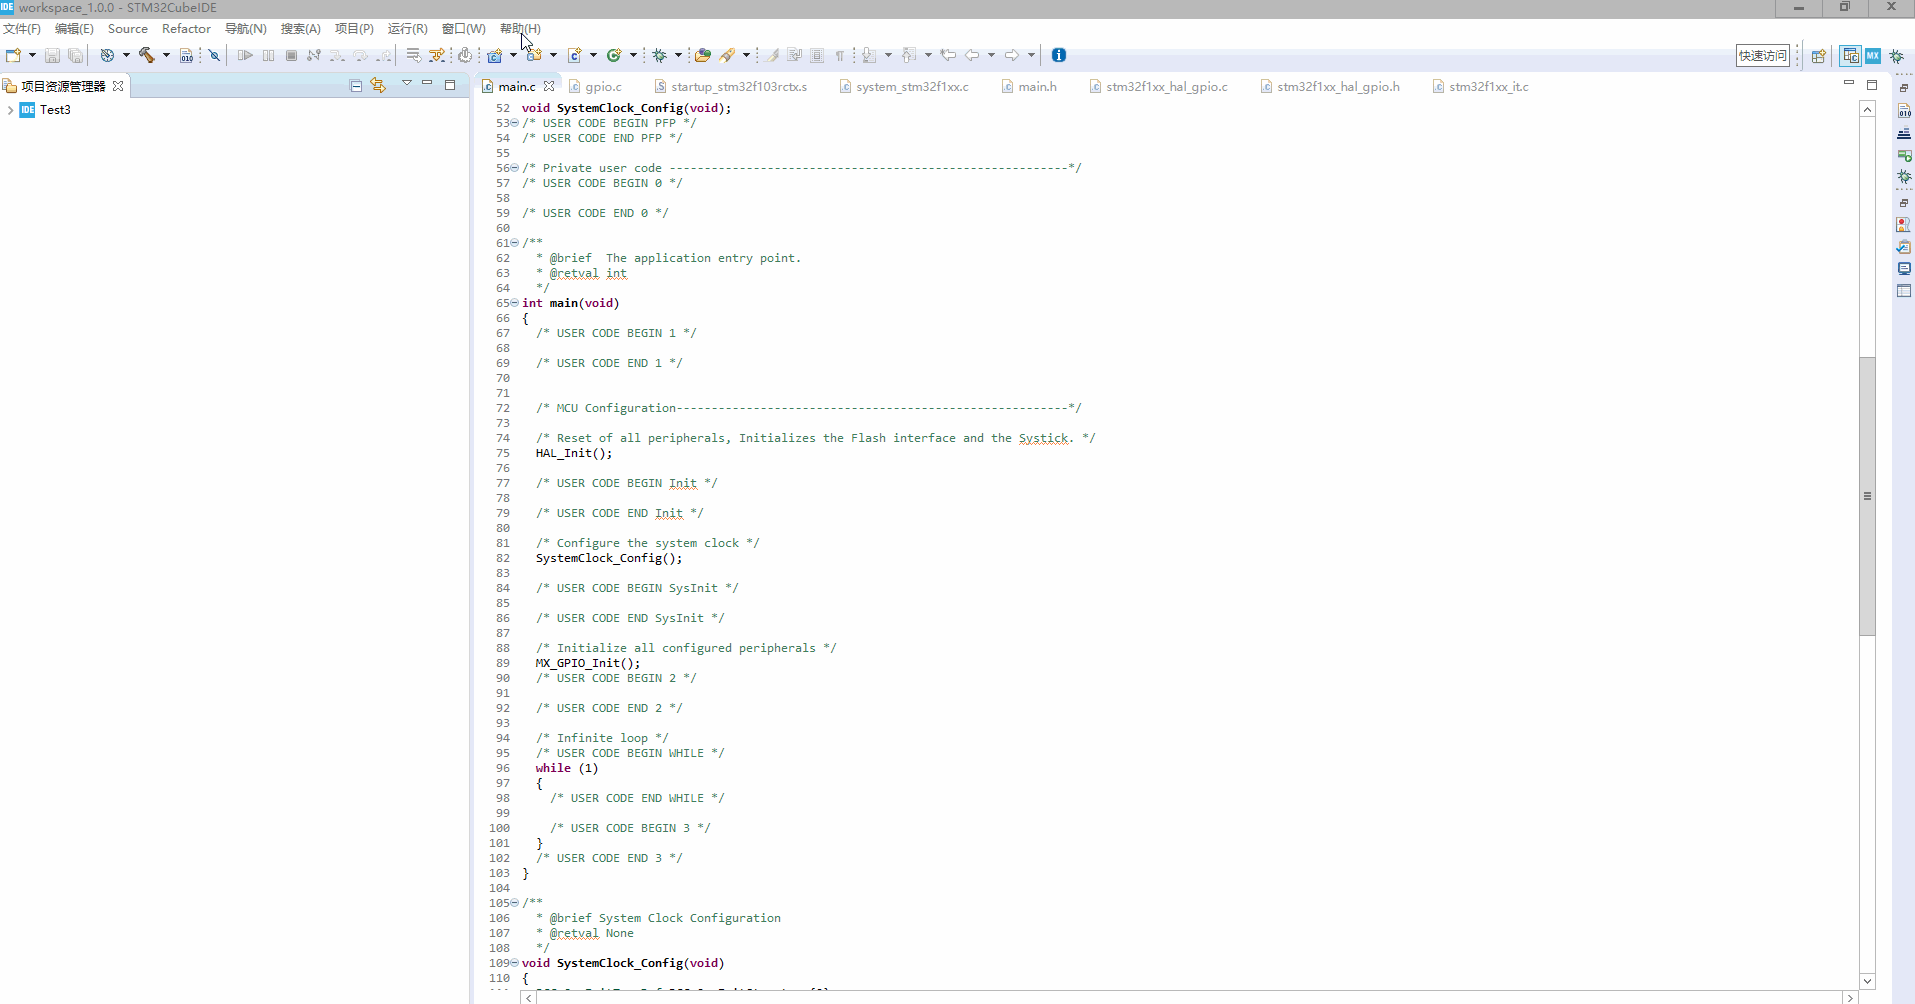 IDE workspace_1.0.0 - STM32CubeIDE
文件(F) 编辑(E) Source Refactor 导航(N) 搜索(A) 项目(P) 运行(R) 窗口(W) 帮助(H)
快速访问 MX
项目资源管理器
IDE Test3
main.c gpio.c startup_stm32f103rctx.s system_stm32f1xx.c main.h stm32f1xx_hal_gpio.c stm32f1xx_hal_gpio.h stm32f1xx_it.c
52 void SystemClock_Config(void);
53 /* USER CODE BEGIN PFP */
54 /* USER CODE END PFP */
55
56 /* Private user code ---------------------------------------------------------*/
57 /* USER CODE BEGIN 0 */
58
59 /* USER CODE END 0 */
60
61 /**
62 * @brief  The application entry point.
63 * @retval int
64 */
65 int main(void)
66 {
67 /* USER CODE BEGIN 1 */
68
69 /* USER CODE END 1 */
70
71
72 /* MCU Configuration--------------------------------------------------------*/
73
74 /* Reset of all peripherals, Initializes the Flash interface and the Systick. */
75 HAL_Init();
76
77 /* USER CODE BEGIN Init */
78
79 /* USER CODE END Init */
80
81 /* Configure the system clock */
82 SystemClock_Config();
83
84 /* USER CODE BEGIN SysInit */
85
86 /* USER CODE END SysInit */
87
88 /* Initialize all configured peripherals */
89 MX_GPIO_Init();
90 /* USER CODE BEGIN 2 */
91
92 /* USER CODE END 2 */
93
94 /* Infinite loop */
95 /* USER CODE BEGIN WHILE */
96 while (1)
97 {
98 /* USER CODE END WHILE */
99
100 /* USER CODE BEGIN 3 */
101 }
102 /* USER CODE END 3 */
103 }
104
105 /**
106 * @brief System Clock Configuration
107 * @retval None
108 */
109 void SystemClock_Config(void)
110 {